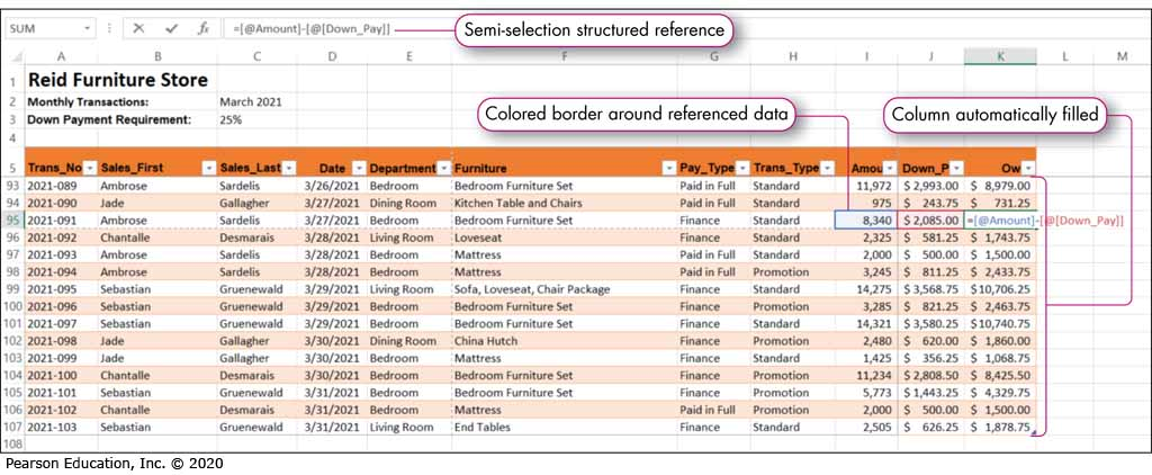 SUM =[@Amount]-[@[Down_Pay]] Semi-selection structured reference
A B C D E F G H I J K L M
1 Reid Furniture Store
2 Monthly Transactions: March 2021
Colored border around referenced data Column automatically filled
3 Down Payment Requirement: 25%
4
5 Trans_No Sales_First Sales_Last Date Department Furniture Pay_Type Trans_Type Amou Down_P Ow
93 2021-089 Ambrose Sardelis 3/26/2021 Bedroom Bedroom Furniture Set Paid in Full Standard 11,972 $ 2,993.00 $ 8,979.00
94 2021-090 Jade Gallagher 3/27/2021 Dining Room Kitchen Table and Chairs Paid in Full Standard 975 $ 243.75 $ 731.25
95 2021-091 Ambrose Sardelis 3/27/2021 Bedroom Bedroom Furniture Set Finance Standard 8,340 $ 2,085.00 =[@Amount]-[@[Down_Pay]]
96 2021-092 Chantalle Desmarais 3/28/2021 Living Room Loveseat Finance Standard 2,325 $ 581.25 $ 1,743.75
97 2021-093 Ambrose Sardelis 3/28/2021 Bedroom Mattress Paid in Full Standard 2,000 $ 500.00 $ 1,500.00
98 2021-094 Ambrose Sardelis 3/28/2021 Bedroom Mattress Paid in Full Promotion 3,245 $ 811.25 $ 2,433.75
99 2021-095 Sebastian Gruenewald 3/29/2021 Living Room Sofa, Loveseat, Chair Package Finance Standard 14,275 $ 3,568.75 $10,706.25
100 2021-096 Sebastian Gruenewald 3/29/2021 Bedroom Bedroom Furniture Set Finance Promotion 3,285 $ 821.25 $ 2,463.75
101 2021-097 Sebastian Gruenewald 3/29/2021 Bedroom Bedroom Furniture Set Finance Standard 14,321 $ 3,580.25 $10,740.75
102 2021-098 Jade Gallagher 3/30/2021 Dining Room China Hutch Finance Promotion 2,480 $ 620.00 $ 1,860.00
103 2021-099 Jade Gallagher 3/30/2021 Bedroom Mattress Finance Standard 1,425 $ 356.25 $ 1,068.75
104 2021-100 Chantalle Desmarais 3/30/2021 Bedroom Bedroom Furniture Set Finance Promotion 11,234 $ 2,808.50 $ 8,425.50
105 2021-101 Sebastian Gruenewald 3/31/2021 Bedroom Bedroom Furniture Set Finance Promotion 5,773 $ 1,443.25 $ 4,329.75
106 2021-102 Chantalle Desmarais 3/31/2021 Bedroom Mattress Paid in Full Promotion 2,000 $ 500.00 $ 1,500.00
107 2021-103 Sebastian Gruenewald 3/31/2021 Living Room End Tables Finance Standard 2,505 $ 626.25 $ 1,878.75
108
Pearson Education, Inc. © 2020